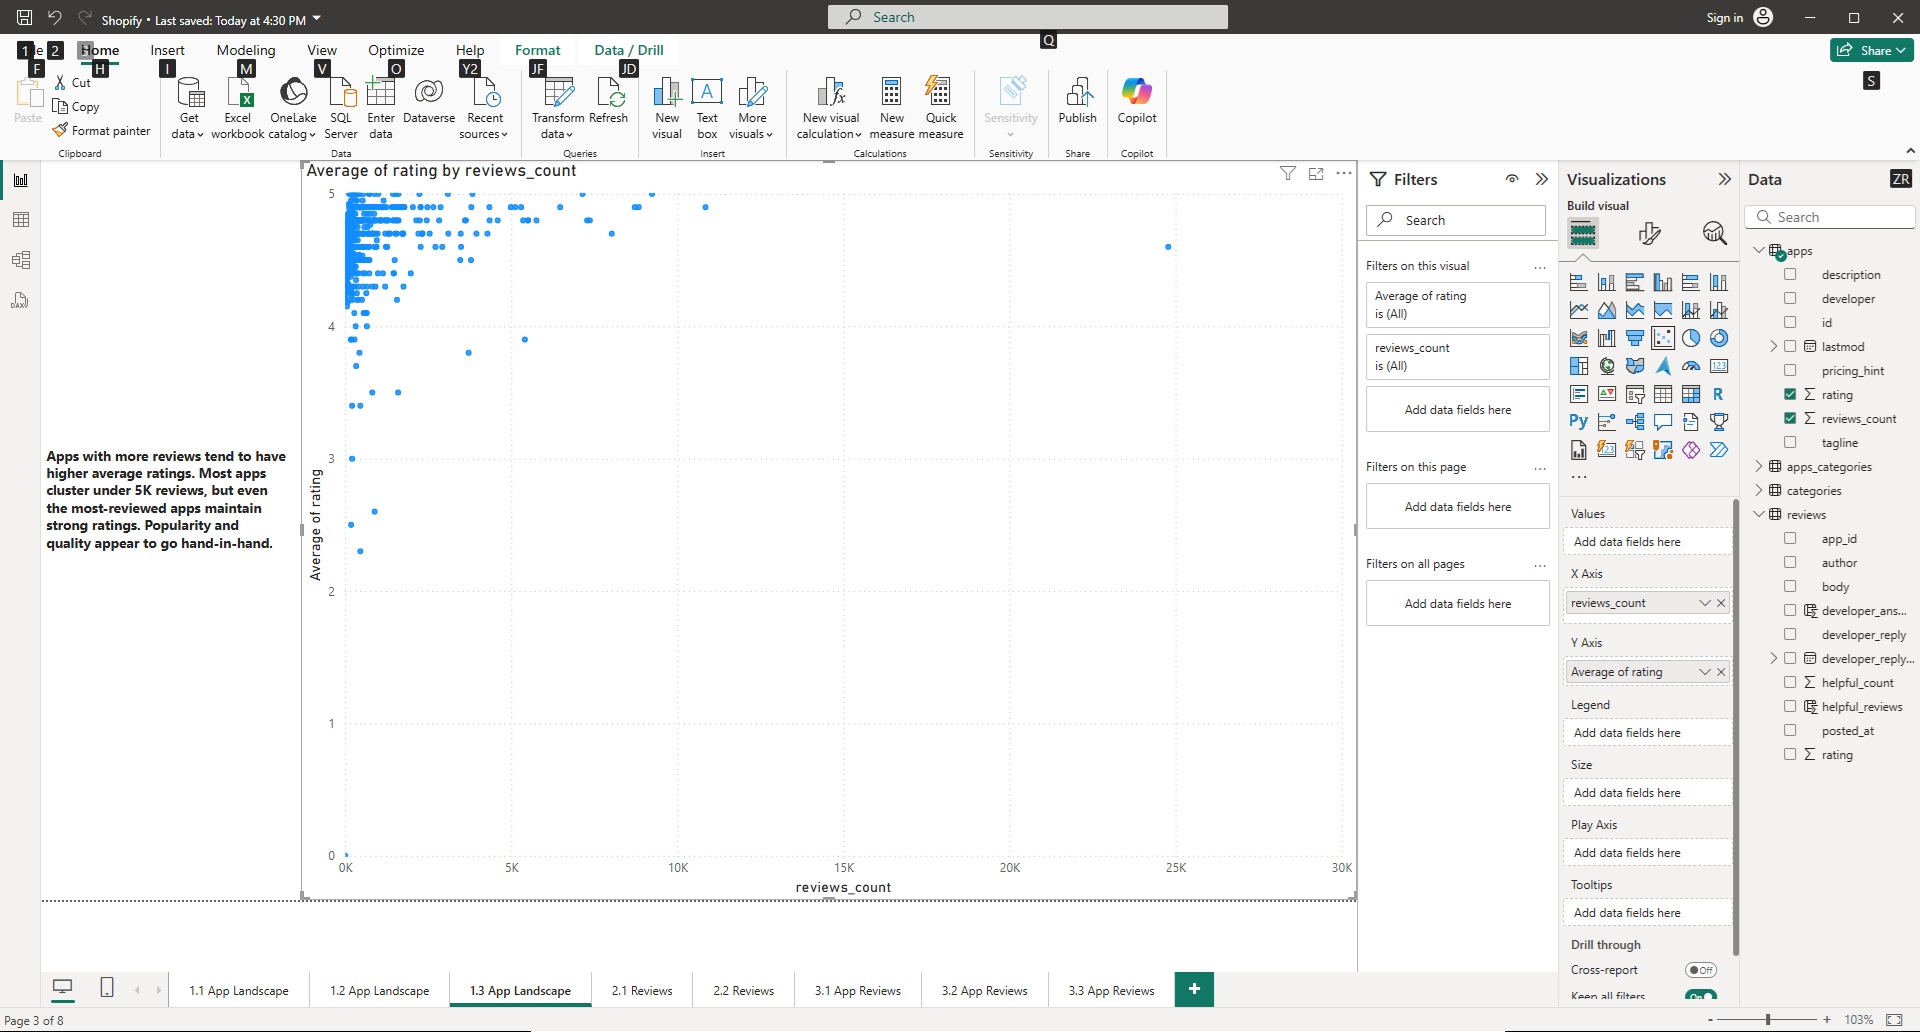 Shopify • Last saved: Today at 4:30 PM
Search
Sign in
1
2
Home
Insert
Modeling
View
Optimize
Help
Format
Data / Drill
Q
Share
F
H
I
M
V
O
Y2
JF
JD
S
Paste
Cut
Copy
Format painter
Clipboard
Get data
Excel workbook
OneLake catalog
SQL Server
Enter data
Dataverse
Recent sources
Data
Transform data
Refresh
Queries
New visual
Text box
More visuals
Insert
New visual calculation
New measure
Quick measure
Calculations
Sensitivity
Sensitivity
Publish
Share
Copilot
Copilot
Apps with more reviews tend to have
higher average ratings. Most apps
cluster under 5K reviews, but even
the most-reviewed apps maintain
strong ratings. Popularity and
quality appear to go hand-in-hand.
Average of rating by reviews_count
Average of rating
5
4
3
2
1
0
0K
5K
10K
15K
20K
25K
30K
reviews_count
Filters
Search
Filters on this visual
...
Average of rating
is (All)
reviews_count
is (All)
Add data fields here
Filters on this page
...
Add data fields here
Filters on all pages
...
Add data fields here
Visualizations
Build visual
123
R
Py
...
Values
Add data fields here
X Axis
reviews_count
Y Axis
Average of rating
Legend
Add data fields here
Size
Add data fields here
Play Axis
Add data fields here
Tooltips
Add data fields here
Drill through
Cross-report
Off
Keep all filters
On
Data
ZR
Search
apps
description
developer
id
lastmod
pricing_hint
rating
reviews_count
tagline
apps_categories
categories
reviews
app_id
author
body
developer_ans...
developer_reply
developer_reply...
helpful_count
helpful_reviews
posted_at
rating
1.1 App Landscape
1.2 App Landscape
1.3 App Landscape
2.1 Reviews
2.2 Reviews
3.1 App Reviews
3.2 App Reviews
3.3 App Reviews
+
Page 3 of 8
- + 103%